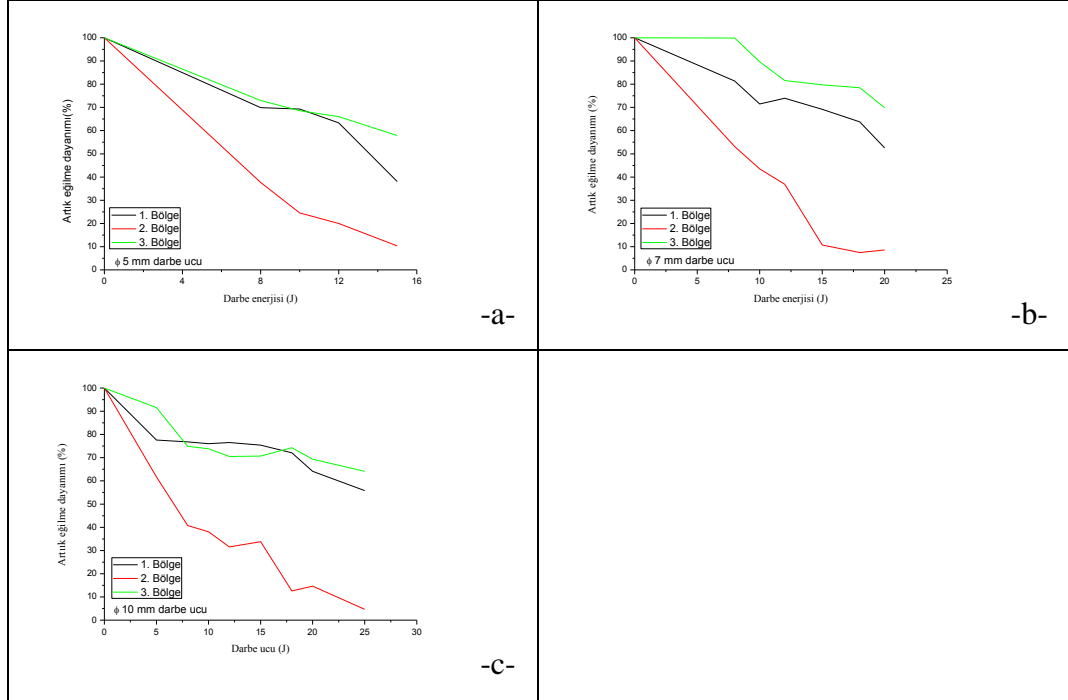 100
90
80
70
60
50
40
30
20
10
0
Artık eğilme dayanımı(%)
1. Bölge
2. Bölge
3. Bölge
ϕ 5 mm darbe ucu
0 4 8 12 16
Darbe enerjisi (J)
-a-
100
90
80
70
60
50
40
30
20
10
0
Artık eğilme dayanımı (%)
1. Bölge
2. Bölge
3. Bölge
ϕ 7 mm darbe ucu
0 5 10 15 20 25
Darbe enerjisi (J)
-b-
100
90
80
70
60
50
40
30
20
10
0
Artıık eğilme dayanımı (%)
1. Bölge
2. Bölge
3. Bölge
ϕ 10 mm darbe ucu
0 5 10 15 20 25 30
Darbe ucu (J)
-c-